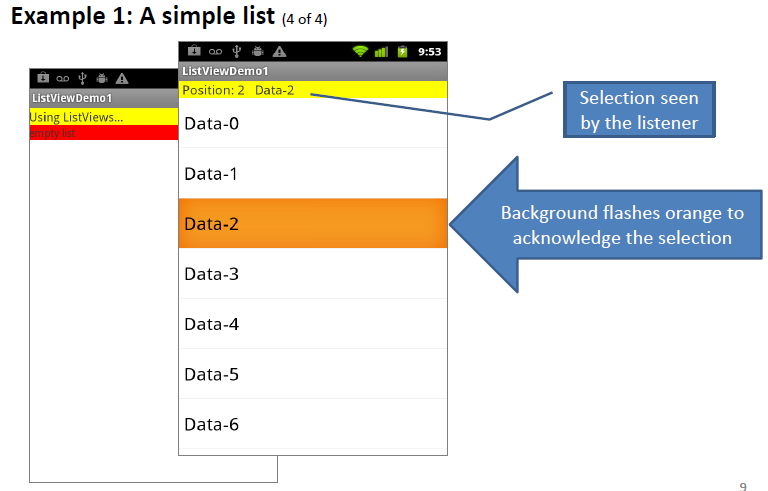 Example 1: A simple list (4 of 4)
ListViewDemo1
Using ListViews...
empty list
9:53
ListViewDemo1
Position: 2 Data-2
Data-0
Data-1
Data-2
Data-3
Data-4
Data-5
Data-6
Selection seen
by the listener
Background flashes orange to
acknowledge the selection
9